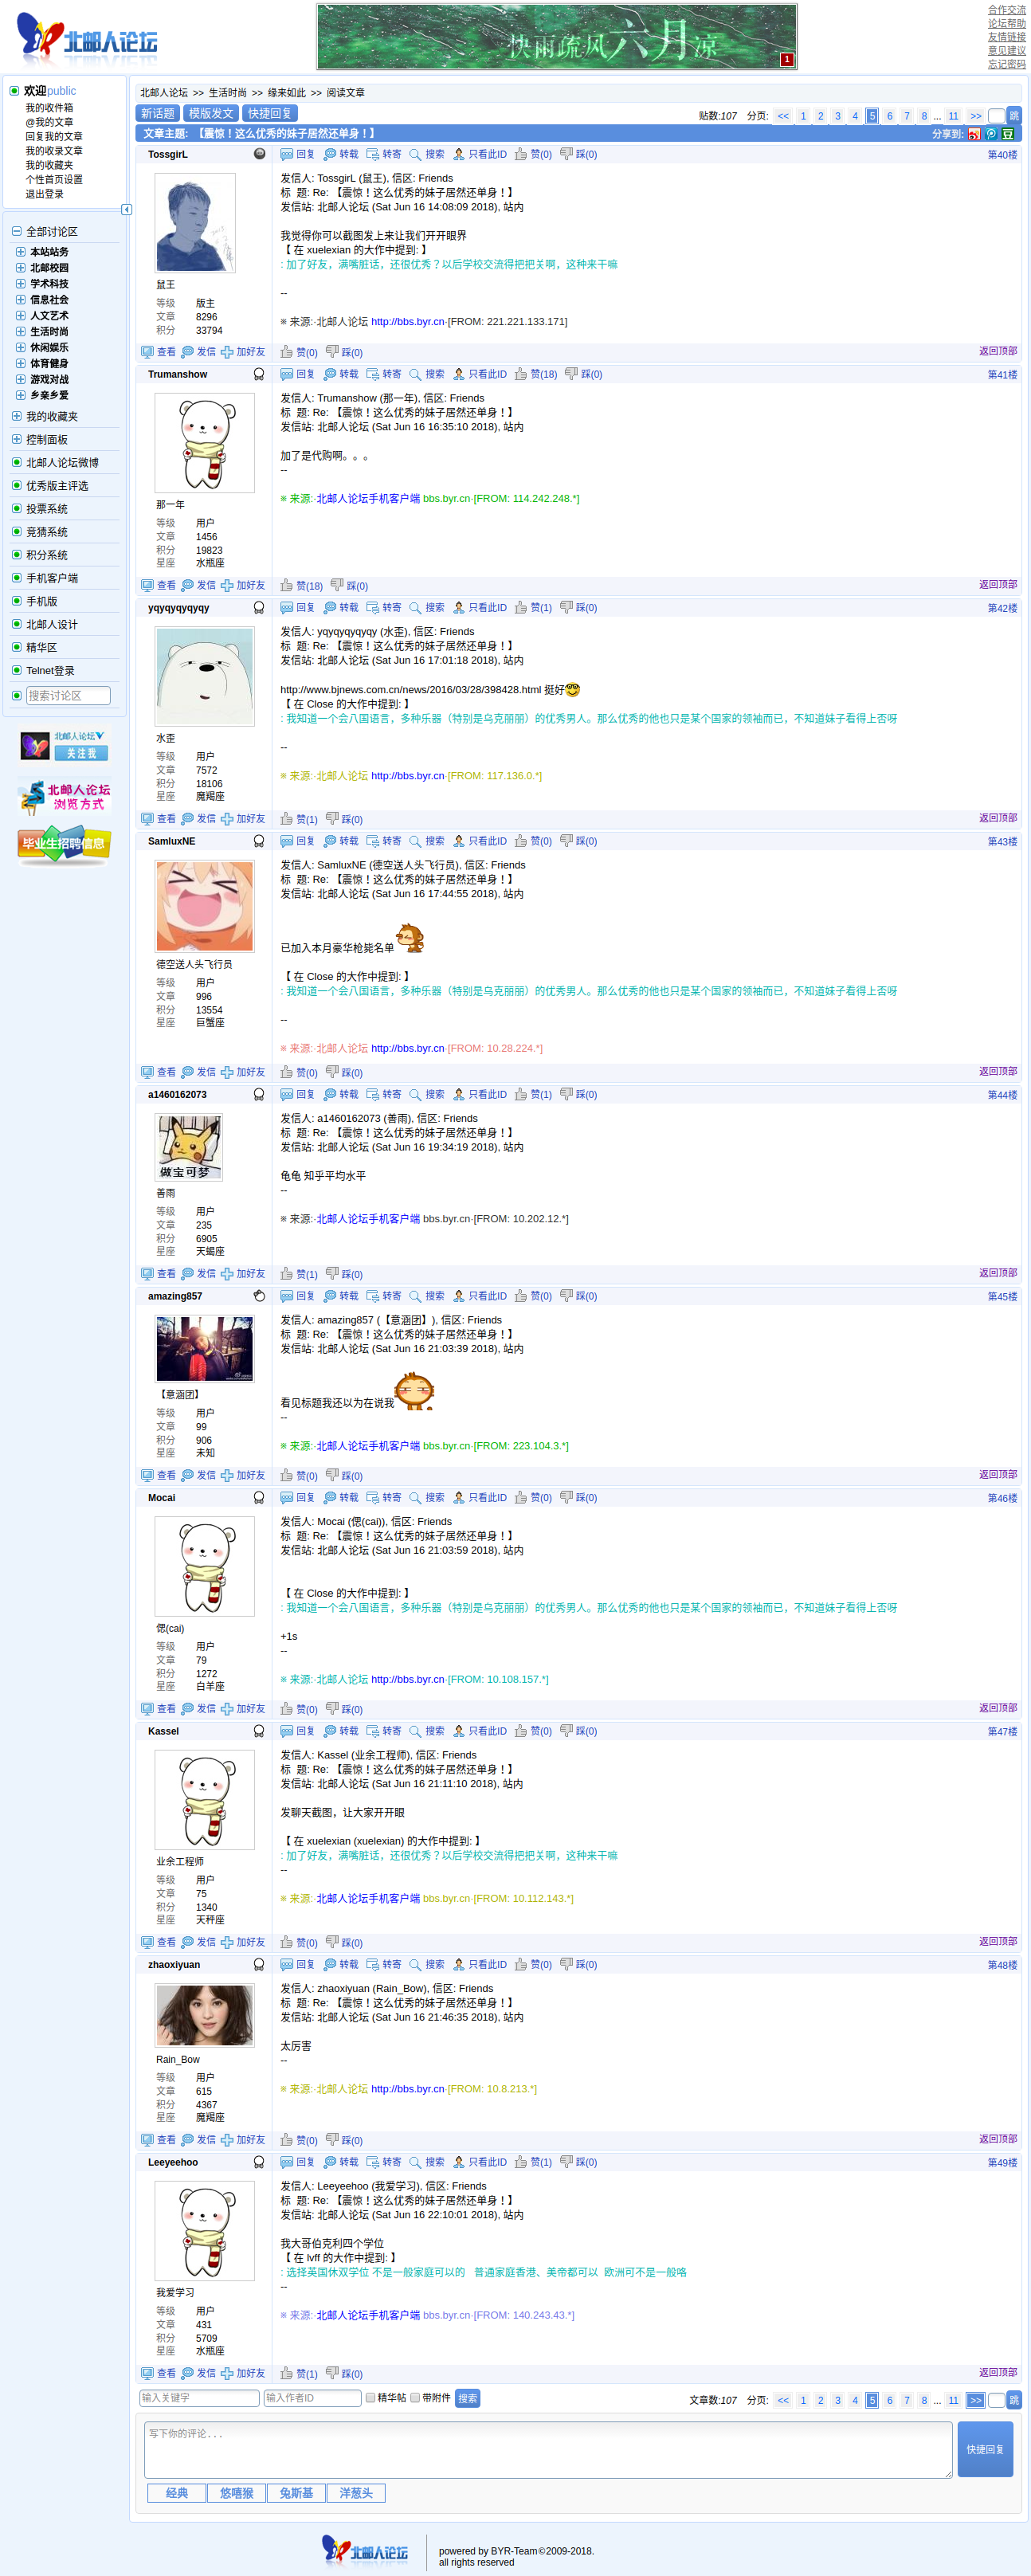 北邮人论坛
快雨疏风六月凉
1
合作交流
论坛帮助
友情链接
意见建议
忘记密码
欢迎public
我的收件箱
@我的文章
回复我的文章
我的收录文章
我的收藏夹
个性首页设置
退出登录
全部讨论区
本站站务
北邮校园
学术科技
信息社会
人文艺术
生活时尚
休闲娱乐
体育健身
游戏对战
乡亲乡爱
我的收藏夹
控制面板
北邮人论坛微博
优秀版主评选
投票系统
竞猜系统
积分系统
手机客户端
手机版
北邮人设计
精华区
Telnet登录
搜索讨论区
北邮人论坛
关注我
北邮人论坛
浏览方式
毕业生招聘信息
北邮人论坛 >> 生活时尚 >> 缘来如此 >> 阅读文章
新话题 模版发文 快捷回复
贴数:107 分页: << 1 2 3 4 5 6 7 8 ... 11 >> 跳
文章主题: 【震惊！这么优秀的妹子居然还单身！】 分享到:
TossgirL 回复 转载 转寄 搜索 只看此ID 赞(0) 踩(0) 第40楼
鼠王
等级 版主
文章 8296
积分 33794
发信人: TossgirL (鼠王), 信区: Friends
标 题: Re: 【震惊！这么优秀的妹子居然还单身！】
发信站: 北邮人论坛 (Sat Jun 16 14:08:09 2018), 站内
我觉得你可以截图发上来让我们开开眼界
【 在 xuelexian 的大作中提到: 】
: 加了好友，满嘴脏话，还很优秀？以后学校交流得把把关啊，这种来干嘛
--
※ 来源:·北邮人论坛 http://bbs.byr.cn·[FROM: 221.221.133.171]
查看 发信 加好友 赞(0) 踩(0) 返回顶部
Trumanshow 回复 转载 转寄 搜索 只看此ID 赞(18) 踩(0) 第41楼
那一年
等级 用户
文章 1456
积分 19823
星座 水瓶座
发信人: Trumanshow (那一年), 信区: Friends
标 题: Re: 【震惊！这么优秀的妹子居然还单身！】
发信站: 北邮人论坛 (Sat Jun 16 16:35:10 2018), 站内
加了是代购啊。。。
--
※ 来源:·北邮人论坛手机客户端 bbs.byr.cn·[FROM: 114.242.248.*]
查看 发信 加好友 赞(18) 踩(0) 返回顶部
yqyqyqyqyqy 回复 转载 转寄 搜索 只看此ID 赞(1) 踩(0) 第42楼
水歪
等级 用户
文章 7572
积分 18106
星座 魔羯座
发信人: yqyqyqyqyqy (水歪), 信区: Friends
标 题: Re: 【震惊！这么优秀的妹子居然还单身！】
发信站: 北邮人论坛 (Sat Jun 16 17:01:18 2018), 站内
http://www.bjnews.com.cn/news/2016/03/28/398428.html 挺好
【 在 Close 的大作中提到: 】
: 我知道一个会八国语言，多种乐器（特别是乌克丽丽）的优秀男人。那么优秀的他也只是某个国家的领袖而已，不知道妹子看得上否呀
--
※ 来源:·北邮人论坛 http://bbs.byr.cn·[FROM: 117.136.0.*]
查看 发信 加好友 赞(1) 踩(0) 返回顶部
SamluxNE 回复 转载 转寄 搜索 只看此ID 赞(0) 踩(0) 第43楼
德空送人头飞行员
等级 用户
文章 996
积分 13554
星座 巨蟹座
发信人: SamluxNE (德空送人头飞行员), 信区: Friends
标 题: Re: 【震惊！这么优秀的妹子居然还单身！】
发信站: 北邮人论坛 (Sat Jun 16 17:44:55 2018), 站内
已加入本月豪华枪毙名单
【 在 Close 的大作中提到: 】
: 我知道一个会八国语言，多种乐器（特别是乌克丽丽）的优秀男人。那么优秀的他也只是某个国家的领袖而已，不知道妹子看得上否呀
--
※ 来源:·北邮人论坛 http://bbs.byr.cn·[FROM: 10.28.224.*]
查看 发信 加好友 赞(0) 踩(0) 返回顶部
a1460162073 回复 转载 转寄 搜索 只看此ID 赞(1) 踩(0) 第44楼
做宝可梦
善雨
等级 用户
文章 235
积分 6905
星座 天蝎座
发信人: a1460162073 (善雨), 信区: Friends
标 题: Re: 【震惊！这么优秀的妹子居然还单身！】
发信站: 北邮人论坛 (Sat Jun 16 19:34:19 2018), 站内
龟龟 知乎平均水平
--
※ 来源:·北邮人论坛手机客户端 bbs.byr.cn·[FROM: 10.202.12.*]
查看 发信 加好友 赞(1) 踩(0) 返回顶部
amazing857 回复 转载 转寄 搜索 只看此ID 赞(0) 踩(0) 第45楼
【意涵团】
等级 用户
文章 99
积分 906
星座 未知
发信人: amazing857 (【意涵团】), 信区: Friends
标 题: Re: 【震惊！这么优秀的妹子居然还单身！】
发信站: 北邮人论坛 (Sat Jun 16 21:03:39 2018), 站内
看见标题我还以为在说我
--
※ 来源:·北邮人论坛手机客户端 bbs.byr.cn·[FROM: 223.104.3.*]
查看 发信 加好友 赞(0) 踩(0) 返回顶部
Mocai 回复 转载 转寄 搜索 只看此ID 赞(0) 踩(0) 第46楼
偲(cai)
等级 用户
文章 79
积分 1272
星座 白羊座
发信人: Mocai (偲(cai)), 信区: Friends
标 题: Re: 【震惊！这么优秀的妹子居然还单身！】
发信站: 北邮人论坛 (Sat Jun 16 21:03:59 2018), 站内
【 在 Close 的大作中提到: 】
: 我知道一个会八国语言，多种乐器（特别是乌克丽丽）的优秀男人。那么优秀的他也只是某个国家的领袖而已，不知道妹子看得上否呀
+1s
--
※ 来源:·北邮人论坛 http://bbs.byr.cn·[FROM: 10.108.157.*]
查看 发信 加好友 赞(0) 踩(0) 返回顶部
Kassel 回复 转载 转寄 搜索 只看此ID 赞(0) 踩(0) 第47楼
业余工程师
等级 用户
文章 75
积分 1340
星座 天秤座
发信人: Kassel (业余工程师), 信区: Friends
标 题: Re: 【震惊！这么优秀的妹子居然还单身！】
发信站: 北邮人论坛 (Sat Jun 16 21:11:10 2018), 站内
发聊天截图，让大家开开眼
【 在 xuelexian (xuelexian) 的大作中提到: 】
: 加了好友，满嘴脏话，还很优秀？以后学校交流得把把关啊，这种来干嘛
--
※ 来源:·北邮人论坛手机客户端 bbs.byr.cn·[FROM: 10.112.143.*]
查看 发信 加好友 赞(0) 踩(0) 返回顶部
zhaoxiyuan 回复 转载 转寄 搜索 只看此ID 赞(0) 踩(0) 第48楼
Rain_Bow
等级 用户
文章 615
积分 4367
星座 魔羯座
发信人: zhaoxiyuan (Rain_Bow), 信区: Friends
标 题: Re: 【震惊！这么优秀的妹子居然还单身！】
发信站: 北邮人论坛 (Sat Jun 16 21:46:35 2018), 站内
太厉害
--
※ 来源:·北邮人论坛 http://bbs.byr.cn·[FROM: 10.8.213.*]
查看 发信 加好友 赞(0) 踩(0) 返回顶部
Leeyeehoo 回复 转载 转寄 搜索 只看此ID 赞(1) 踩(0) 第49楼
我爱学习
等级 用户
文章 431
积分 5709
星座 水瓶座
发信人: Leeyeehoo (我爱学习), 信区: Friends
标 题: Re: 【震惊！这么优秀的妹子居然还单身！】
发信站: 北邮人论坛 (Sat Jun 16 22:10:01 2018), 站内
我大哥伯克利四个学位
【 在 lvff 的大作中提到: 】
: 选择英国休双学位 不是一般家庭可以的 普通家庭香港、美帝都可以 欧洲可不是一般咯
--
※ 来源:·北邮人论坛手机客户端 bbs.byr.cn·[FROM: 140.243.43.*]
查看 发信 加好友 赞(1) 踩(0) 返回顶部
输入关键字 输入作者ID 精华帖 带附件 搜索
文章数:107 分页: << 1 2 3 4 5 6 7 8 ... 11 >> 跳
写下你的评论...
快捷回复
经典 悠嘻猴 兔斯基 洋葱头
北邮人论坛
powered by BYR-Team©2009-2018.
all rights reserved